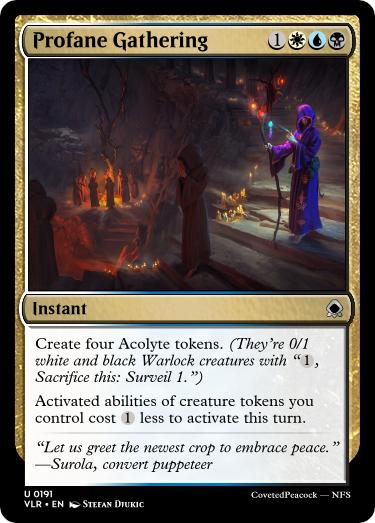 Profane Gathering 1
Instant
Create four Acolyte tokens. (They're 0/1
white and black Warlock creatures with “1,
Sacrifice this: Surveil 1.”)
Activated abilities of creature tokens you
control cost 1 less to activate this turn.
“Let us greet the newest crop to embrace peace.”
—Surola, convert puppeteer
U 0191
VLR • EN Stefan Djukic
CovetedPeacock — NFS